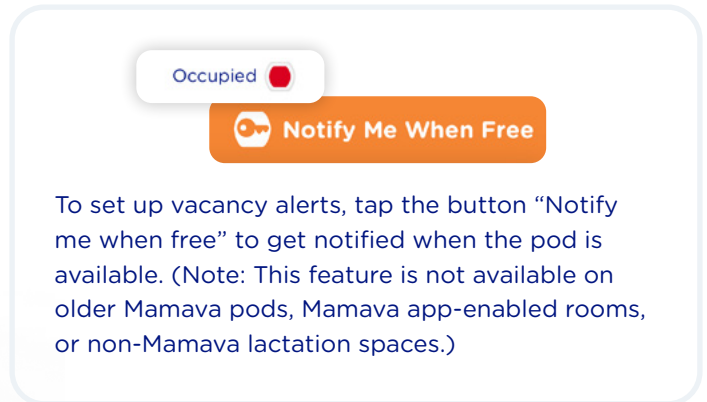 Occupied
Notify Me When Free
To set up vacancy alerts, tap the button “Notify
me when free” to get notified when the pod is
available. (Note: This feature is not available on
older Mamava pods, Mamava app-enabled rooms,
or non-Mamava lactation spaces.)